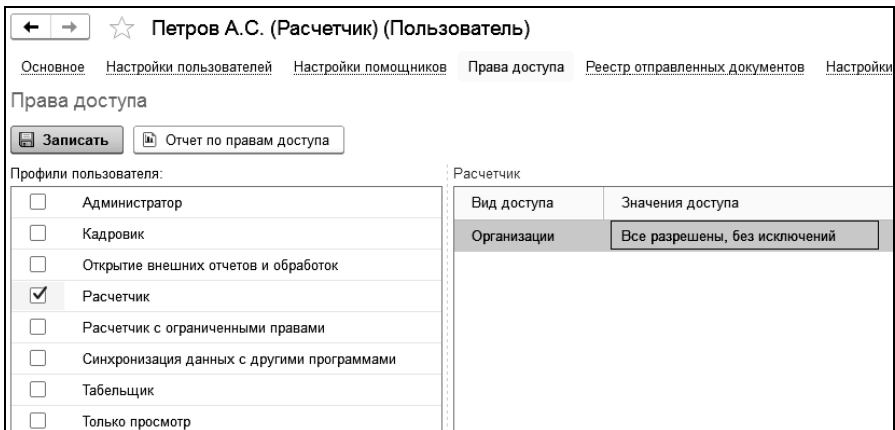 Петров А.С. (Расчетчик) (Пользователь)
Основное Настройки пользователей Настройки помощников Права доступа Реестр отправленных документов Настройки
Права доступа
Записать Отчет по правам доступа
Профили пользователя: Расчетчик
Администратор Вид доступа Значения доступа
Кадровик Организации Все разрешены, без исключений
Открытие внешних отчетов и обработок
Расчетчик
Расчетчик с ограниченными правами
Синхронизация данных с другими программами
Табельщик
Только просмотр